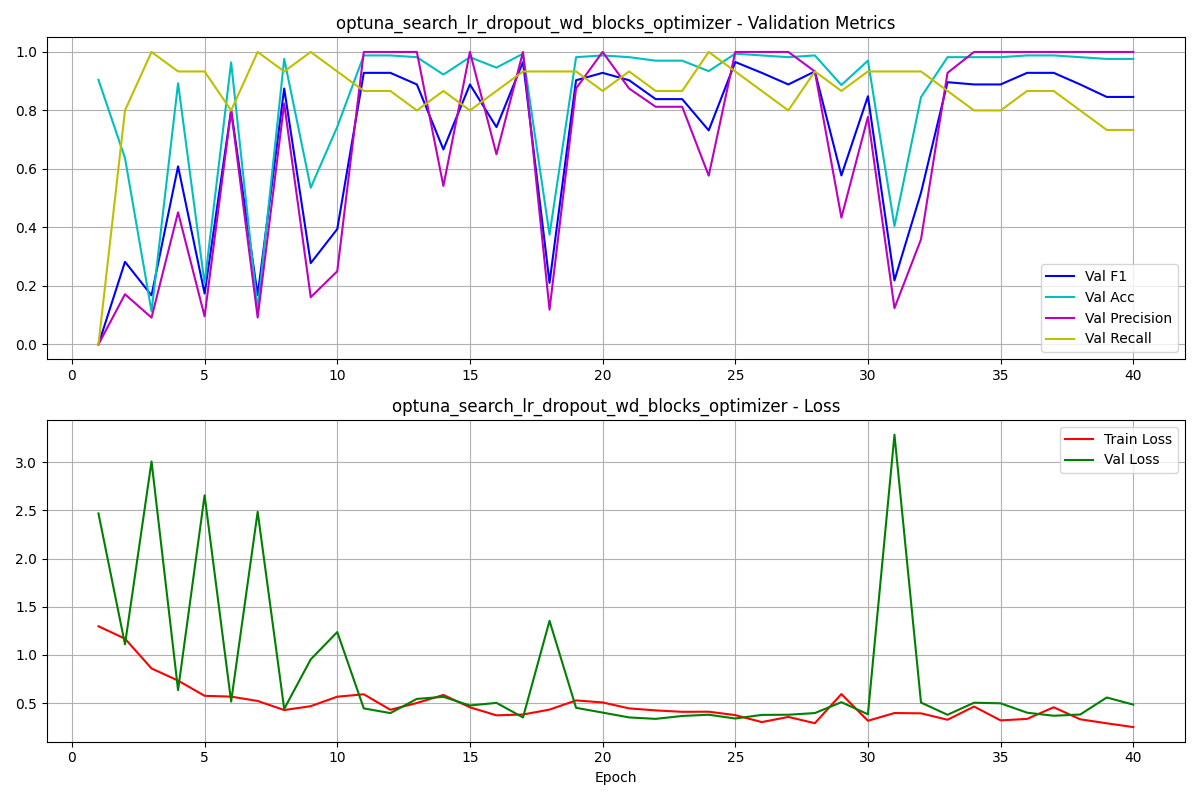 optuna_search_lr_dropout_wd_blocks_optimizer - Validation Metrics
1.0
0.8
0.6
0.4
0.2
0.0
Val F1
Val Acc
Val Precision
Val Recall
0 5 10 15 20 25 30 35 40
optuna_search_lr_dropout_wd_blocks_optimizer - Loss
3.0
2.5
2.0
1.5
1.0
0.5
Train Loss
Val Loss
0 5 10 15 20 25 30 35 40
Epoch